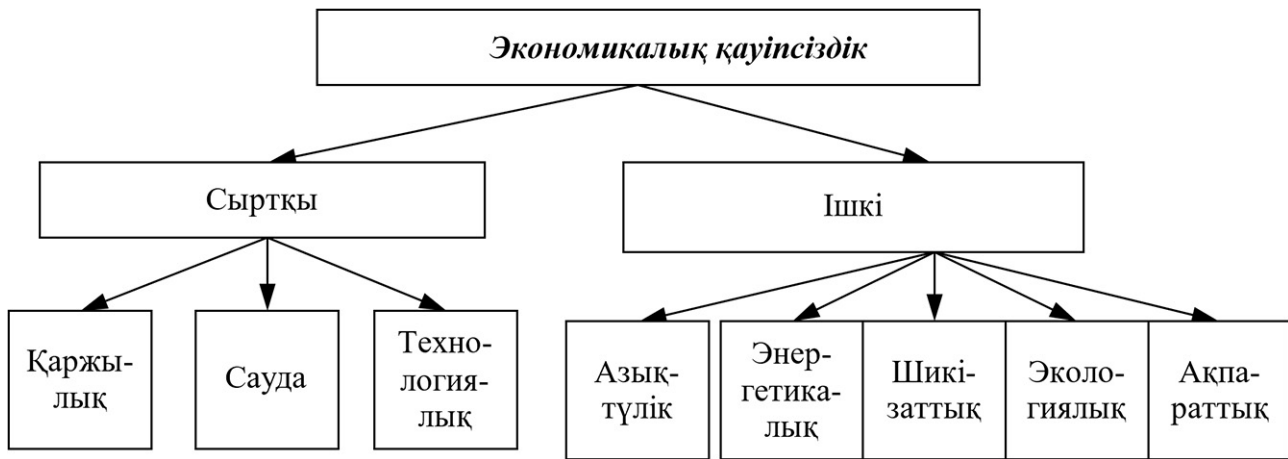 Экономикалық қауіпсіздік
Сыртқы
Ішкі
Қаржы-
лық
Сауда
Техно-
логия-
лық
Азық-
түлік
Энер-
гетика-
лық
Шикі-
заттық
Эколо-
гиялық
Ақпа-
раттық